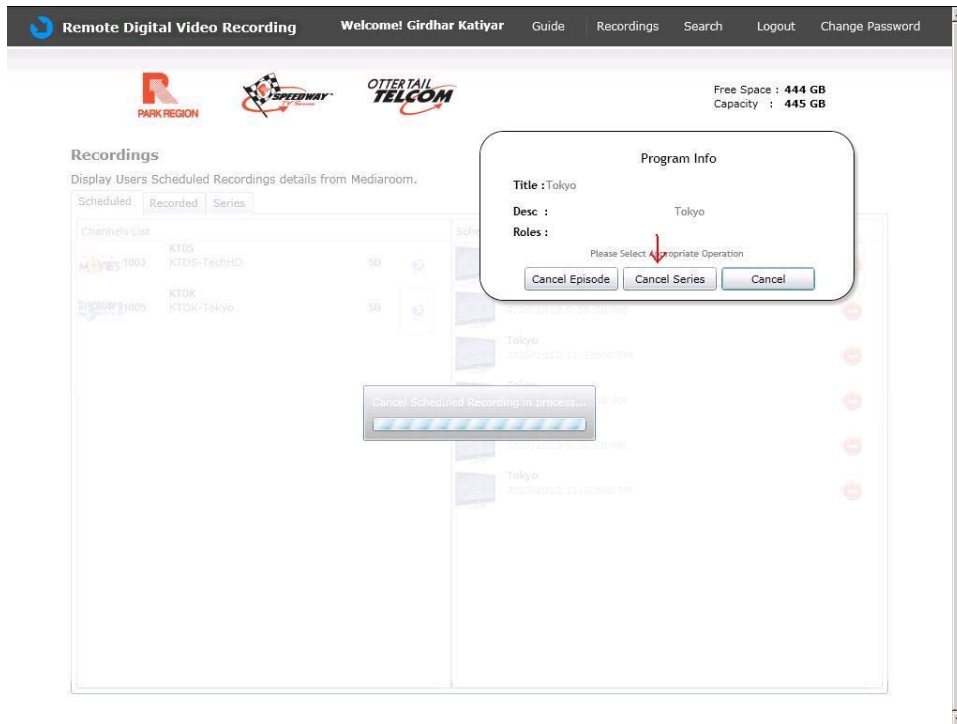 Remote Digital Video Recording Welcome! Girdhar Katiyar Guide Recordings Search Logout Change Password
PARK REGION
SPEEDWAY
OTTER TAIL
TELCOM
Free Space : 444 GB
Capacity : 445 GB
Recordings
Display Users Scheduled Recordings details from Mediaroom.
Scheduled Recorded Series
Channels List
MOVIES 1003 KTDS
KTDS-TechHD SD
1005 KTOK
KTOK-Tokyo SD
Program Info
Title : Tokyo
Desc : Tokyo
Roles :
Please Select Appropriate Operation
Cancel Episode Cancel Series Cancel
Tokyo
Cancel Scheduled Recording in process...
Tokyo